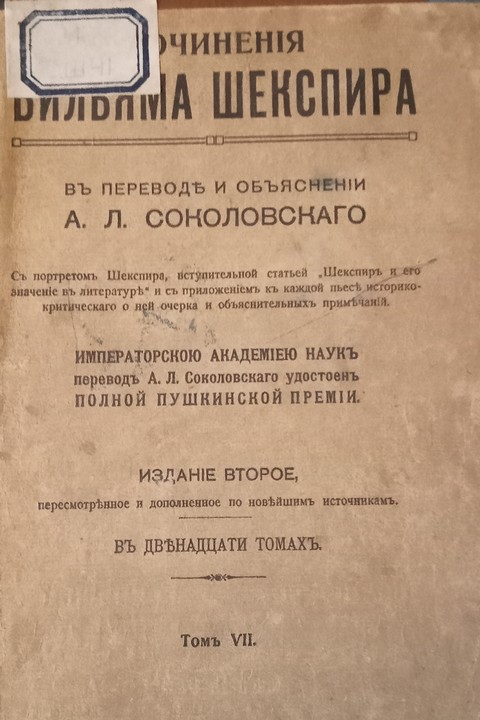 ОЧИНЕНІЯ
ВИЛЬЯМА ШЕКСПИРА
ВЪ ПЕРЕВОДѢ И ОБЪЯСНЕНІИ
А. Л. СОКОЛОВСКАГО
Съ портретомъ Шекспира, вступительной статьей „Шекспиръ и его
значеніе въ литературѣ" и съ приложеніемъ къ каждой пьесѣ историко-
критическаго о ней очерка и объяснительныхъ примѣчаній.
ИМПЕРАТОРСКОЮ АКАДЕМІЕЮ НАУКЪ
переводъ А. Л. Соколовскаго удостоенъ
ПОЛНОЙ ПУШКИНСКОЙ ПРЕМІИ.
ИЗДАНІЕ ВТОРОЕ,
пересмотрѣнное и дополненное по новѣйшимъ источникамъ.
ВЪ ДВѢНАДЦАТИ ТОМАХЪ.
Томъ VII.